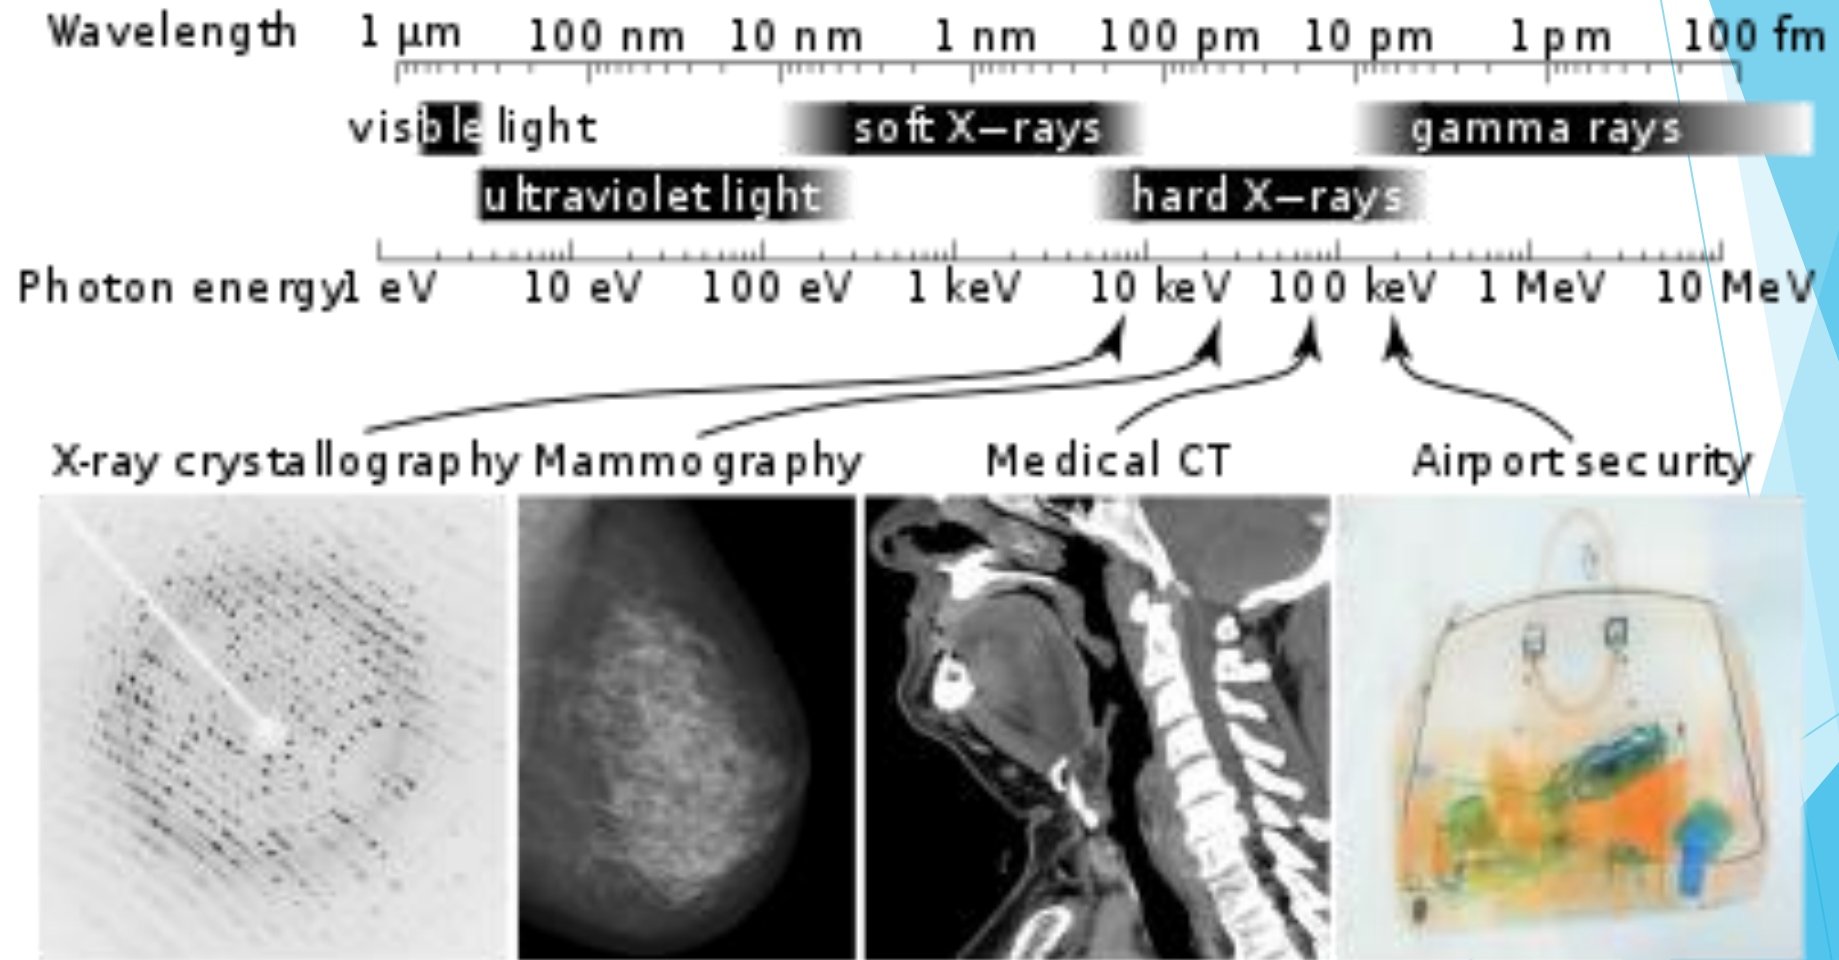 Wavelength 1 μm 100 nm 10 nm 1 nm 100 pm 10 pm 1 pm 100 fm
visible light soft X–rays gamma rays
ultraviolet light hard X–rays
Photon energy 1 eV 10 eV 100 eV 1 keV 10 keV 100 keV 1 MeV 10 MeV
X-ray crystallography Mammography Medical CT Airport security